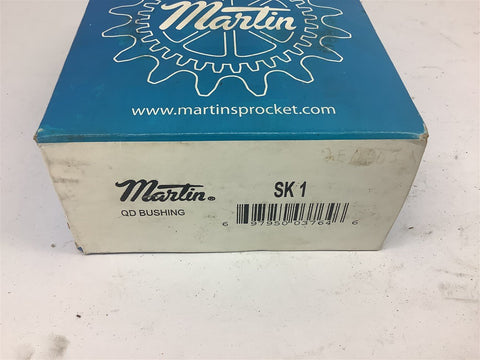 Martin
www.martinsprocket.com
Martin
SK 1
QD BUSHING
6 97950 03764 6